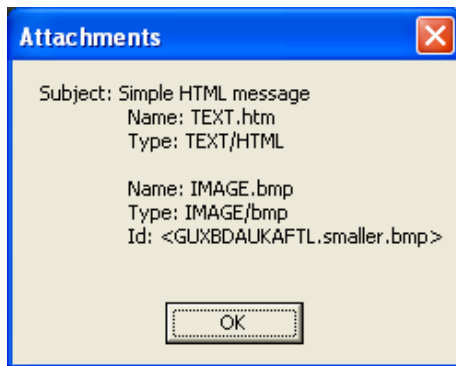 Attachments
Subject: Simple HTML message
Name: TEXT.htm
Type: TEXT/HTML
Name: IMAGE.bmp
Type: IMAGE/bmp
Id: <GUXBDAUKAFTL.smaller.bmp>
OK